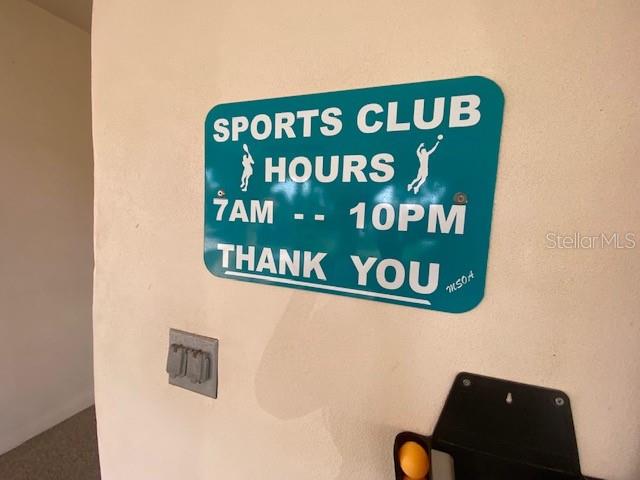 SPORTS CLUB
HOURS
7AM -- 10PM
THANK YOU
MSOA
StellarMLS